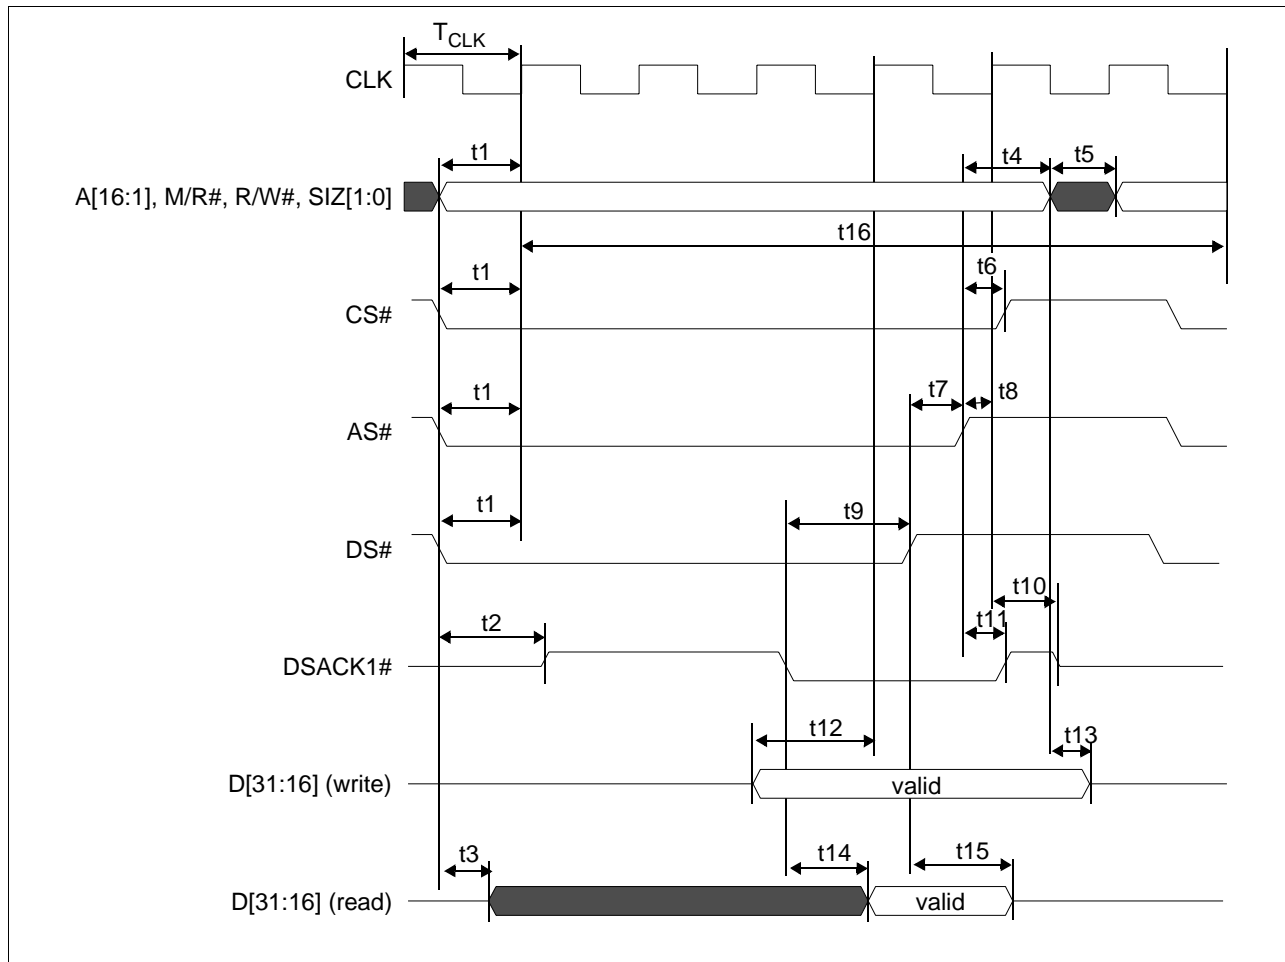 TCLK
CLK
t1
t4
t5
A[16:1], M/R#, R/W#, SIZ[1:0]
t16
t1
t6
CS#
t1
t7
t8
AS#
t1
t9
DS#
t10
t2
t11
DSACK1#
t12
t13
D[31:16] (write)
valid
t3
t14
t15
D[31:16] (read)
valid